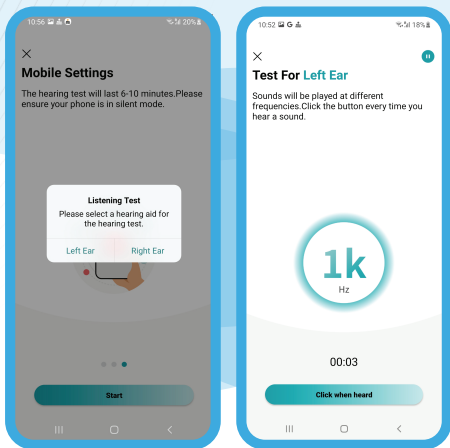 10:56 20%
Mobile Settings
The hearing test will last 6-10 minutes.Please
ensure your phone is in silent mode.
Listening Test
Please select a hearing aid for
the hearing test.
Left Ear Right Ear
Start
10:52 G 18%
Test For Left Ear
Sounds will be played at different
frequencies.Click the button every time you
hear a sound.
1k
Hz
00:03
Click when heard